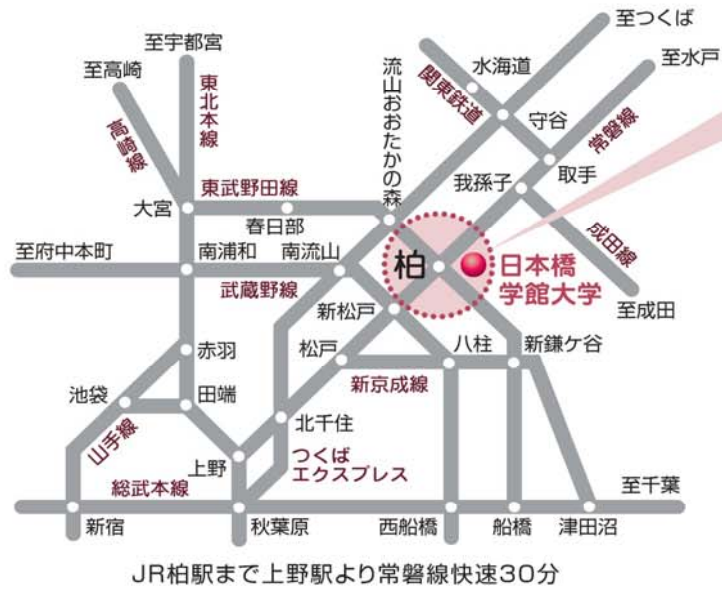 至つくば
至宇都宮
水海道
至水戸
至高崎
東北本線
流山おおたかの森
関東鉄道
守谷
常磐線
高崎線
取手
我孫子
東武野田線
大宮
春日部
成田線
至府中本町
南浦和
南流山
柏
日本橋
学館大学
武蔵野線
新松戸
至成田
赤羽
松戸
八柱
新鎌ケ谷
新京成線
池袋
田端
北千住
山手線
上野
つくば
エクスプレス
総武本線
至千葉
新宿
秋葉原
西船橋
船橋
津田沼
JR柏駅まで上野駅より常磐線快速30分